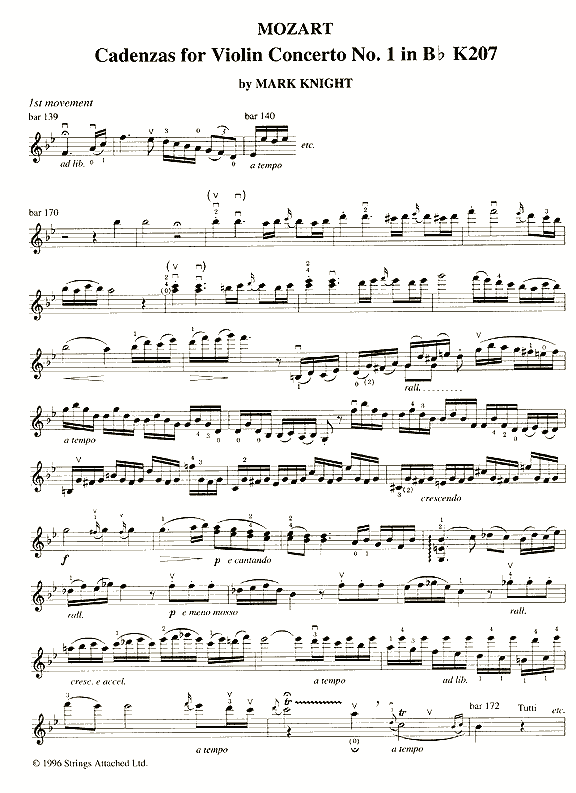 MOZART
Cadenzas for Violin Concerto No. 1 in B♭ K207
by MARK KNIGHT
1st movement
bar 139
bar 140
ad lib.
a tempo
etc.
bar 170
rall.
a tempo
crescendo
f
p e cantando
rall.
p e meno mosso
rall.
cresc. e accel.
a tempo
ad lib.
tr
tr
bar 172
Tutti
etc.
a tempo
a tempo
© 1996 Strings Attached Ltd.